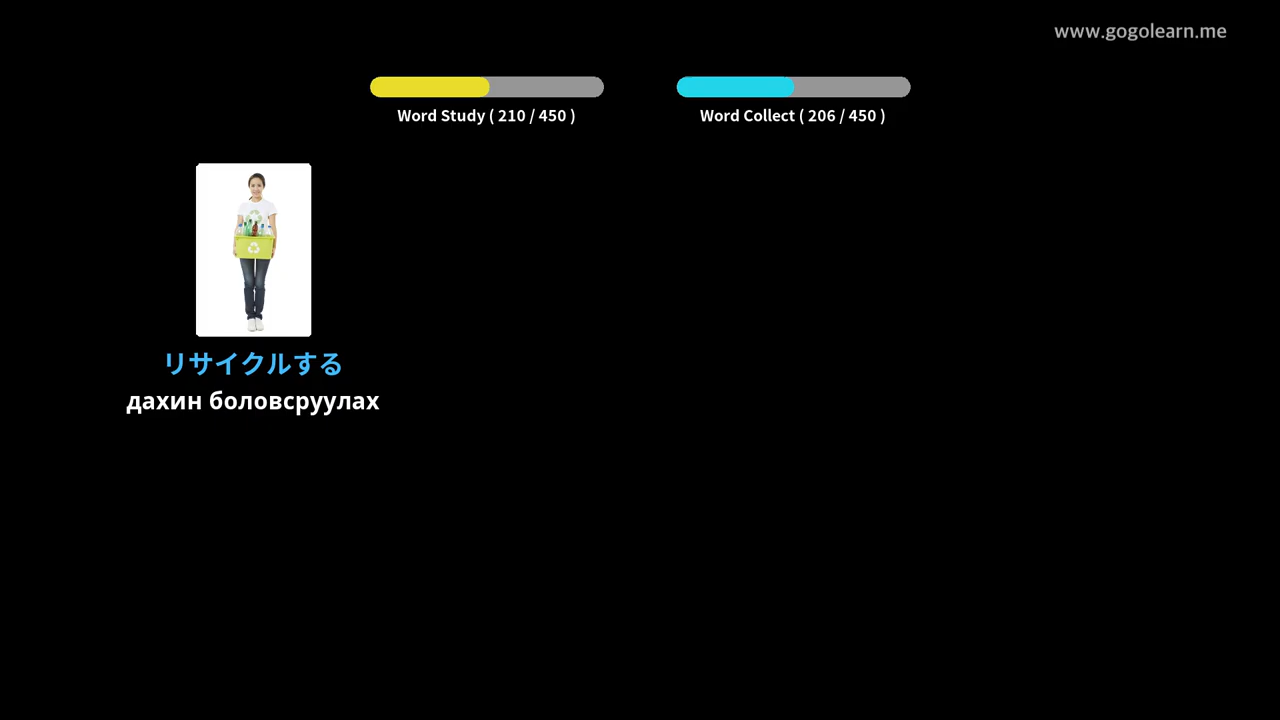 www.gogolearn.me
Word Study ( 210 / 450 )
Word Collect ( 206 / 450 )
リサイクルする
дахин боловсруулах